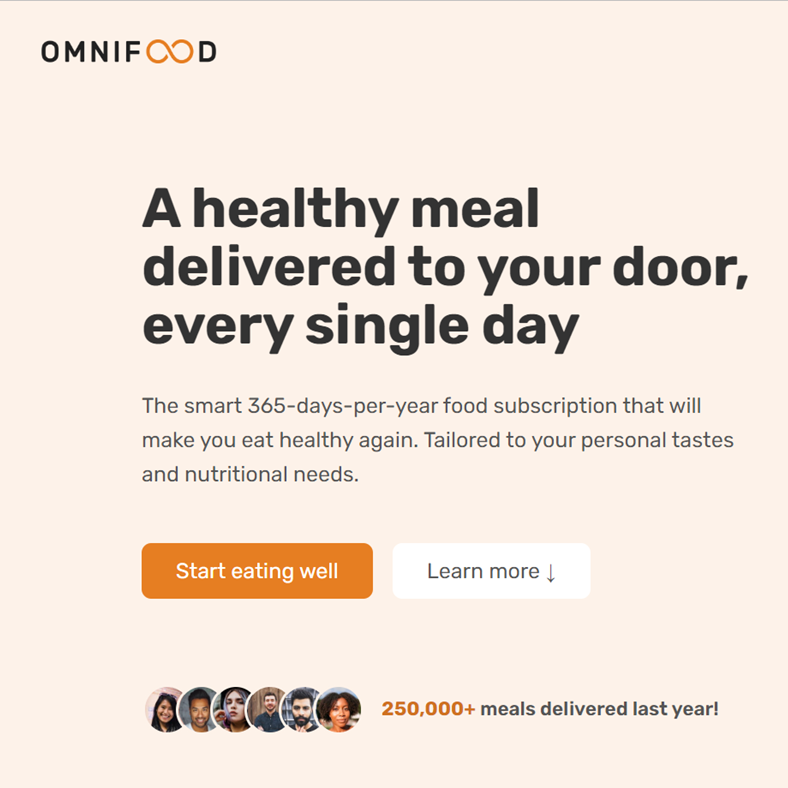 OMNIFOOD
A healthy meal
delivered to your door,
every single day
The smart 365-days-per-year food subscription that will
make you eat healthy again. Tailored to your personal tastes
and nutritional needs.
Start eating well
Learn more ↓
250,000+ meals delivered last year!